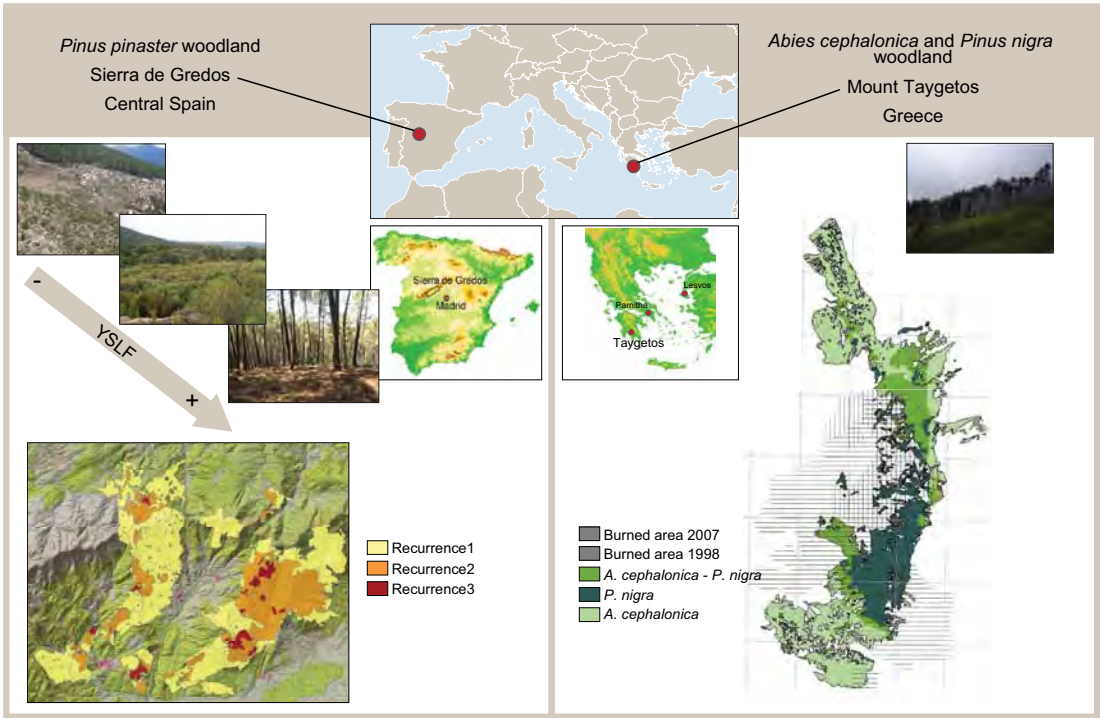 Pinus pinaster woodland
Sierra de Gredos
Central Spain
Abies cephalonica and Pinus nigra
woodland
Mount Taygetos
Greece
-
YSLF
+
Sierra de Gredos
Madrid
Lesvos
Parnitha
Taygetos
Recurrence1
Recurrence2
Recurrence3
Burned area 2007
Burned area 1998
A. cephalonica - P. nigra
P. nigra
A. cephalonica